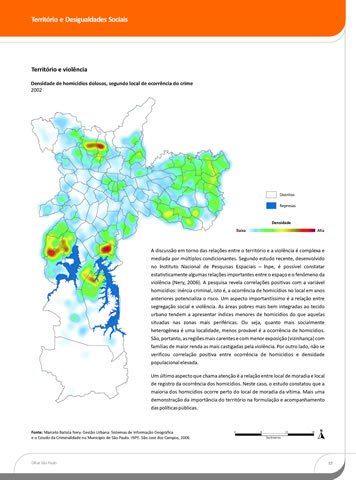 Território e Desigualdades Sociais
Território e violência
Densidade de homicídios dolosos, segundo local de ocorrência do crime
2002
Distritos
Represas
Densidade
Baixa
Alta
A discussão em torno das relações entre o território e a violência é complexa e
mediada por múltiplos condicionantes. Segundo estudo recente, desenvolvido
no Instituto Nacional de Pesquisas Espaciais – Inpe, é possível constatar
estatisticamente algumas relações importantes entre o espaço e o fenômeno da
violência (Nery, 2006). A pesquisa revela correlações positivas com a variável
homicídios: inércia criminal, isto é, a ocorrência de homicídios no local em anos
anteriores potencializa o risco. Um aspecto importantíssimo é a relação entre
segregação social e violência. As áreas pobres mais bem integradas ao tecido
urbano tendem a apresentar índices menores de homicídios do que aquelas
situadas nas zonas mais periféricas. Ou seja, quanto mais socialmente
heterogênea é uma localidade, menos provável é a ocorrência de homicídios.
São, portanto, as regiões mais carentes e com menor exposição (vizinhança) com
famílias de maior renda as mais castigadas pela violência. Por outro lado, não se
verificou correlação positiva entre ocorrência de homicídios e densidade
populacional elevada.
Um último aspecto que chama atenção é a relação entre local de moradia e local
de registro da ocorrência dos homicídios. Neste caso, o estudo constatou que a
maioria dos homicídios ocorre perto do local de moradia da vítima. Mais uma
demonstração da importância do território na formulação e acompanhamento
das políticas públicas.
Fonte: Marcelo Batista Nery. Gestão Urbana: Sistemas de Informação Geográfica
e o Estudo da Criminalidade no Município de São Paulo. INPE. São José dos Campos, 2006.
Olhar São Paulo
17